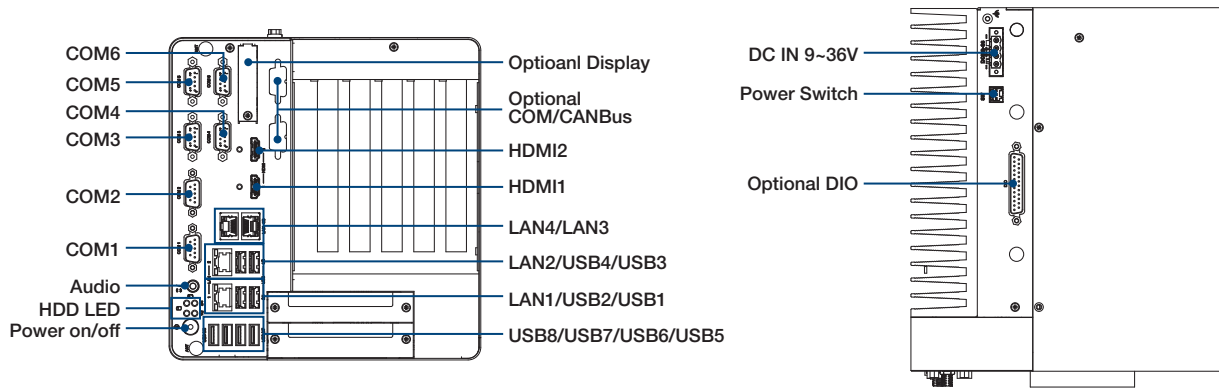 COM6
COM5
COM4
COM3
COM2
COM1
Audio
HDD LED
Power on/off
Optioanl Display
Optional
COM/CANBus
HDMI2
HDMI1
LAN4/LAN3
LAN2/USB4/USB3
LAN1/USB2/USB1
USB8/USB7/USB6/USB5
DC IN 9~36V
Power Switch
Optional DIO